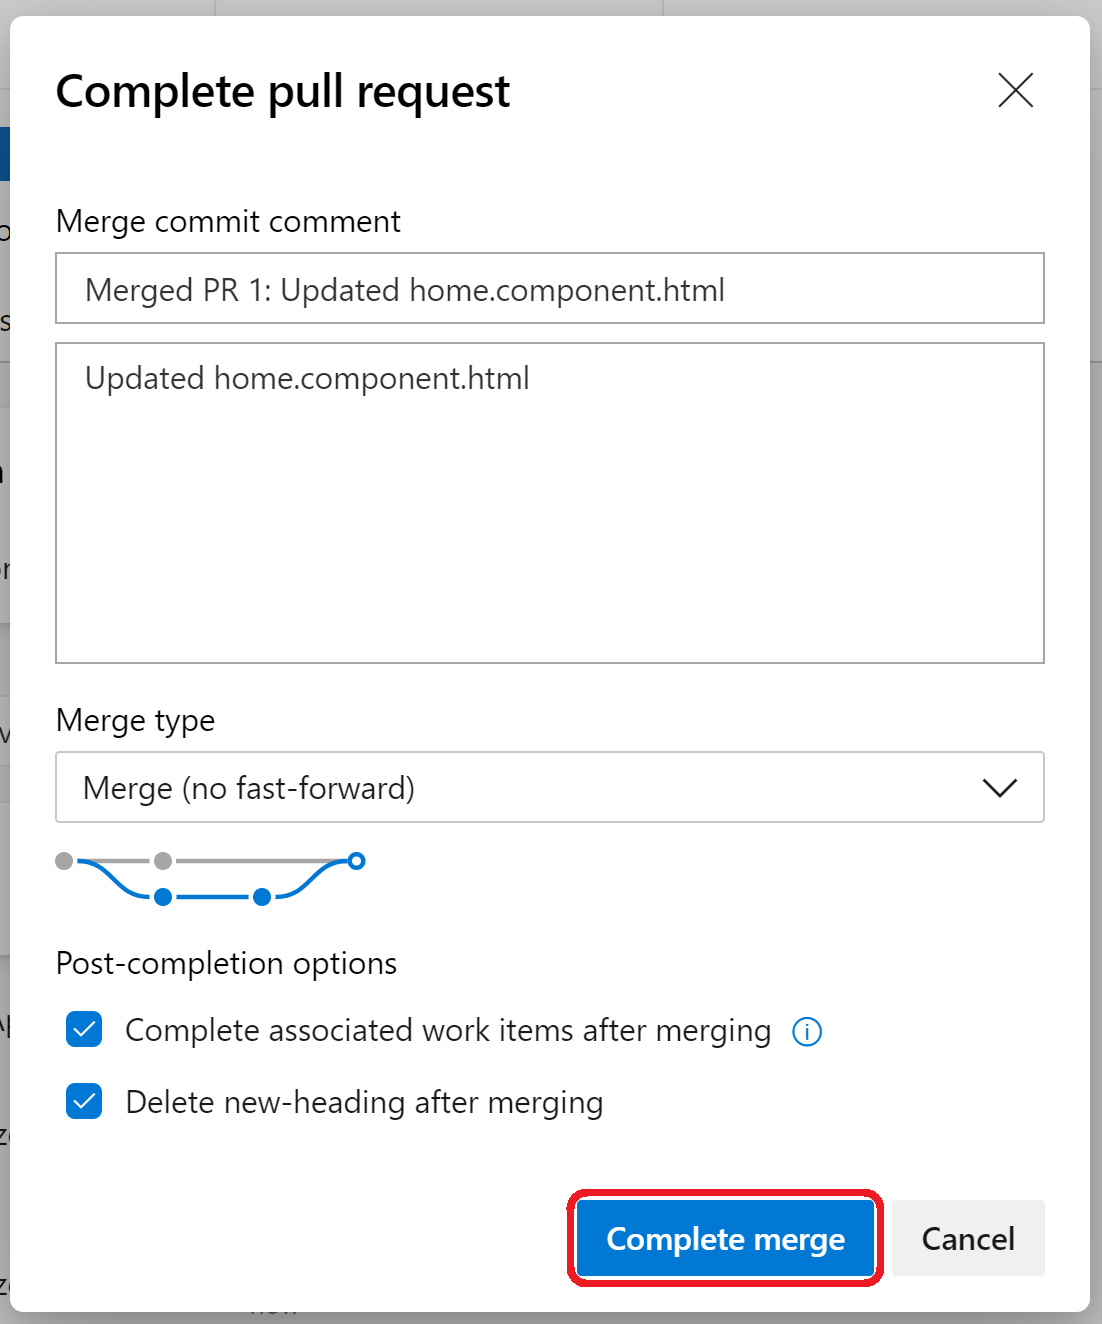 Complete pull request
Merge commit comment
Merged PR 1: Updated home.component.html
Updated home.component.html
Merge type
Merge (no fast-forward)
Post-completion options
Complete associated work items after merging
Delete new-heading after merging
Complete merge
Cancel